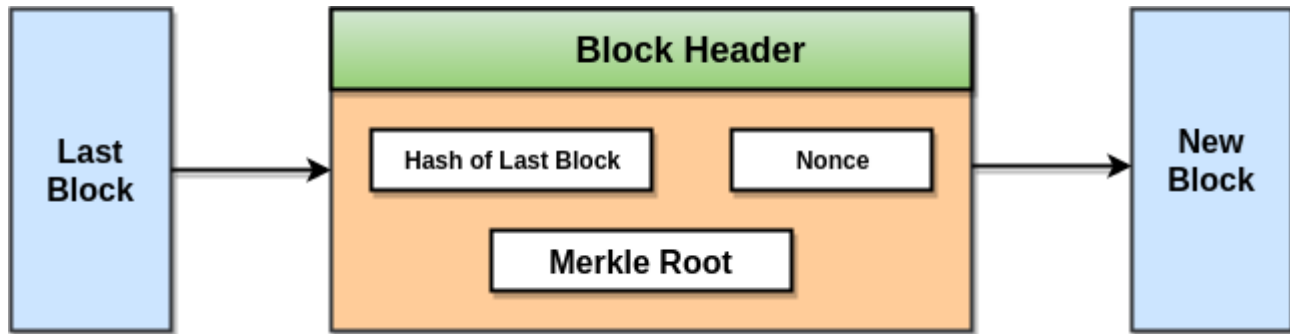 Last
Block
Block Header
Hash of Last Block
Nonce
Merkle Root
New
Block